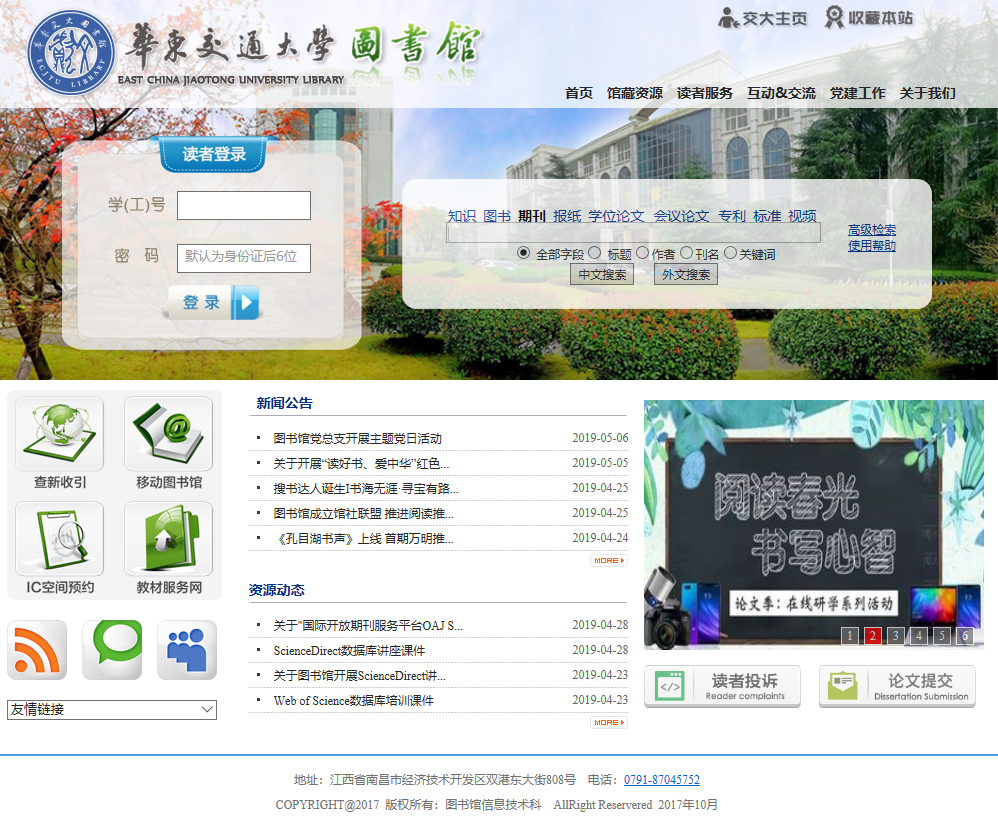 交大主页 收藏本站
華東交通大學 圖書館
EAST CHINA JIAOTONG UNIVERSITY LIBRARY
首页 馆藏资源 读者服务 互动&交流 党建工作 关于我们
读者登录
学(工)号
密 码 默认为身份证后6位
登 录
知识 图书 期刊 报纸 学位论文 会议论文 专利 标准 视频
高级检索
使用帮助
全部字段 标题 作者 刊名 关键词
中文搜索 外文搜索
查新收引 移动图书馆
IC空间预约 教材服务网
友情链接
新闻公告
图书馆党总支开展主题党日活动 2019-05-06
关于开展“读好书、爱中华”红色... 2019-05-05
搜书达人诞生I书海无涯·寻宝有路... 2019-04-25
图书馆成立馆社联盟 推进阅读推... 2019-04-25
《孔目湖书声》上线 首期万明推... 2019-04-24
MORE
资源动态
关于"国际开放期刊服务平台OAJ S... 2019-04-28
ScienceDirect数据库讲座课件 2019-04-28
关于图书馆开展ScienceDirect讲... 2019-04-23
Web of Science数据库培训课件 2019-04-23
MORE
阅读春光
书写心智
论文季：在线研学系列活动
1 2 3 4 5 6
读者投诉
Reader complaints
论文提交
Dissertation Submission
地址：江西省南昌市经济技术开发区双港东大街808号 电话：0791-87045752
COPYRIGHT@2017 版权所有：图书馆信息技术科 AllRight Reservered 2017年10月